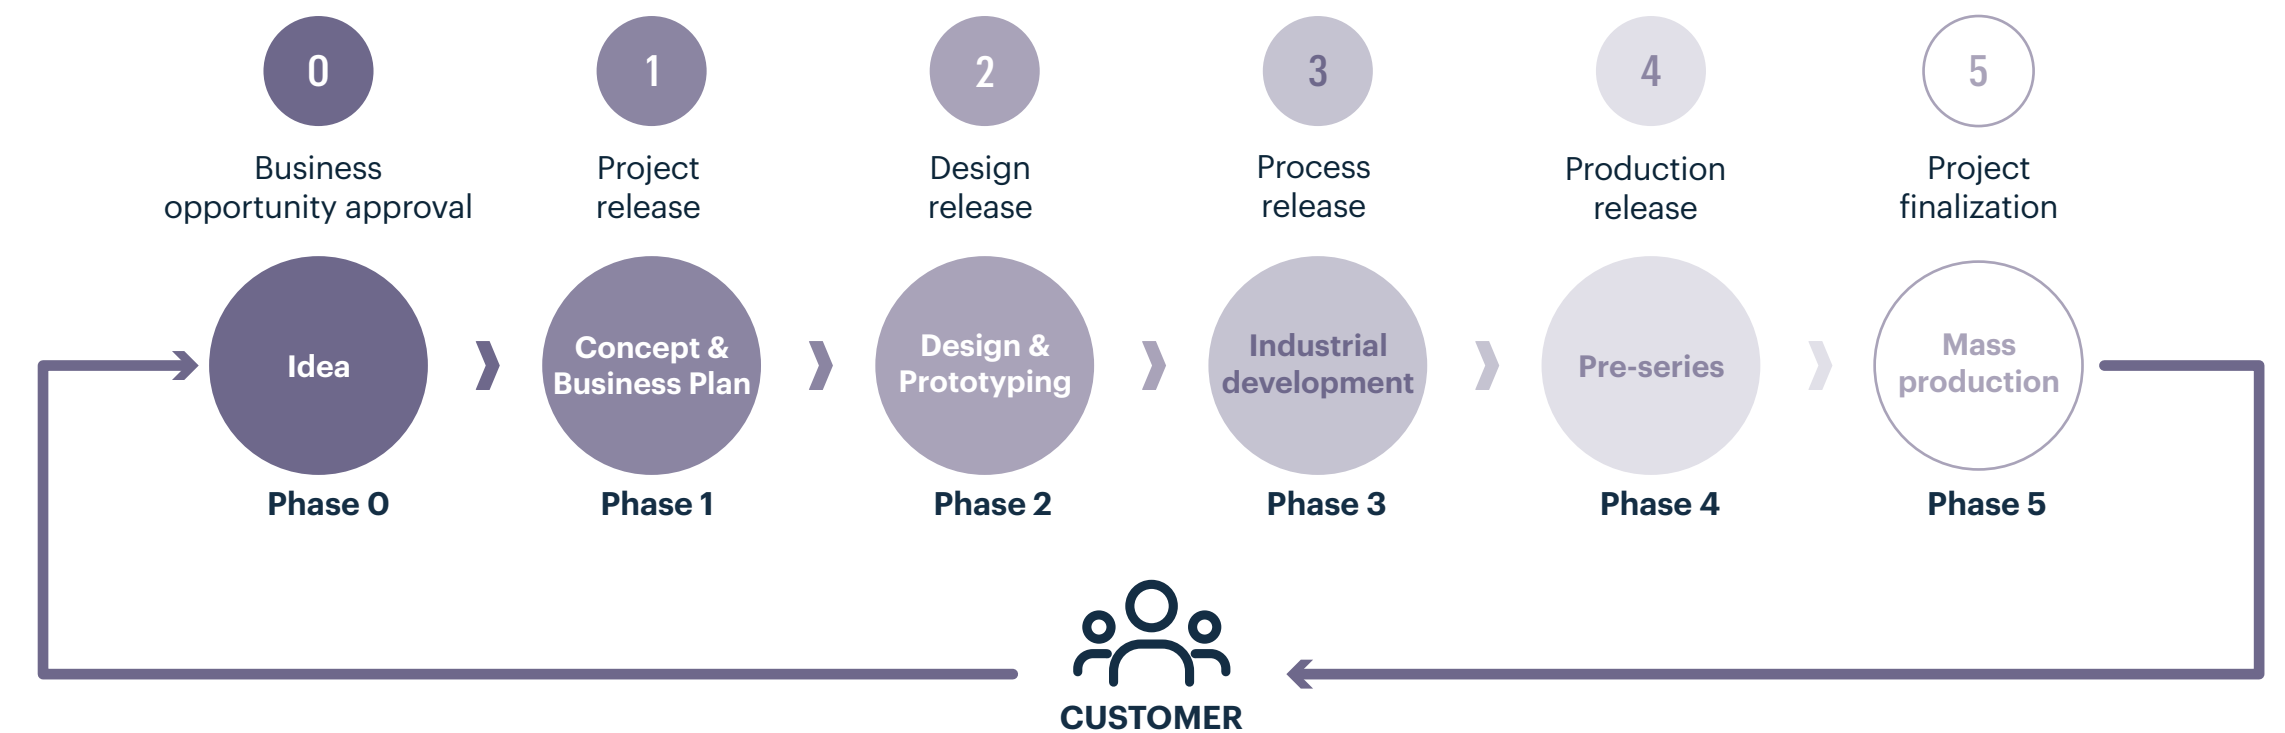 0
1
2
3
4
5
Business
opportunity approval
Project
release
Design
release
Process
release
Production
release
Project
finalization
Idea
Concept &
Business Plan
Design &
Prototyping
Industrial
development
Pre-series
Mass
production
Phase 0
Phase 1
Phase 2
Phase 3
Phase 4
Phase 5
CUSTOMER